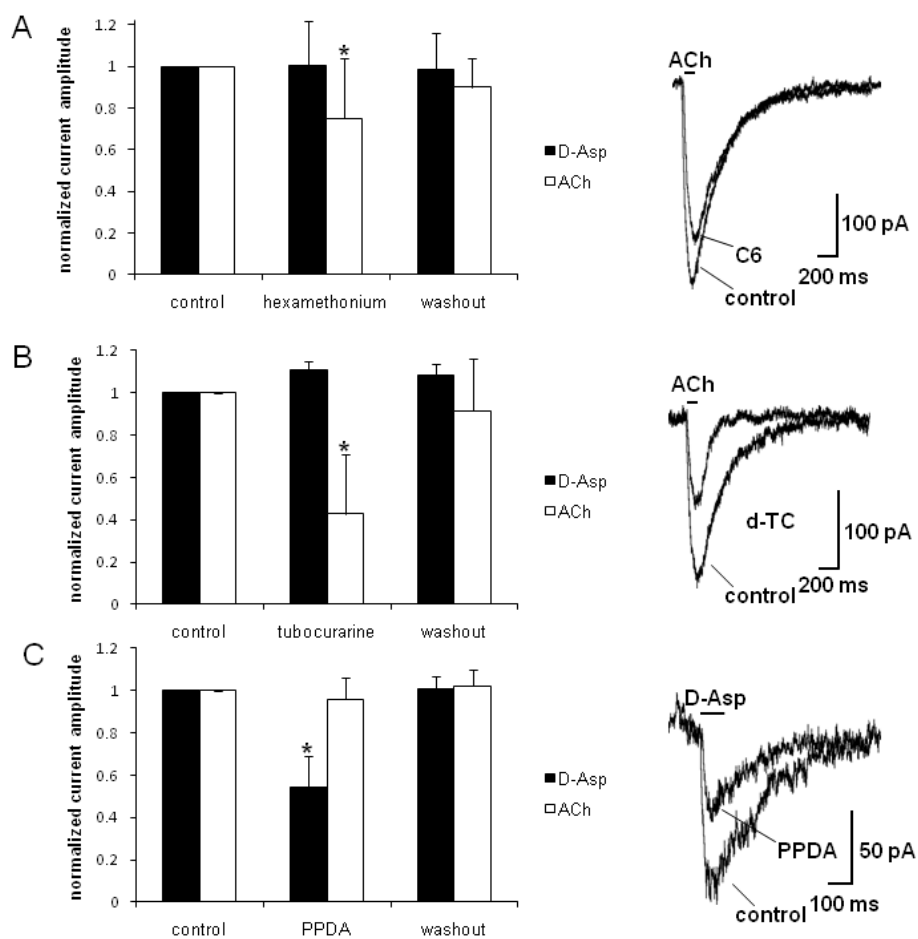 A
normalized current amplitude
1.2
1
0.8
0.6
0.4
0.2
0
*
control
hexamethonium
washout
D-Asp
ACh
ACh
C6
control
100 pA
200 ms
B
normalized current amplitude
1.2
1
0.8
0.6
0.4
0.2
0
*
control
tubocurarine
washout
D-Asp
ACh
ACh
d-TC
control
100 pA
200 ms
C
normalized current amplitude
1.2
1
0.8
0.6
0.4
0.2
0
*
control
PPDA
washout
D-Asp
ACh
D-Asp
PPDA
control
50 pA
100 ms